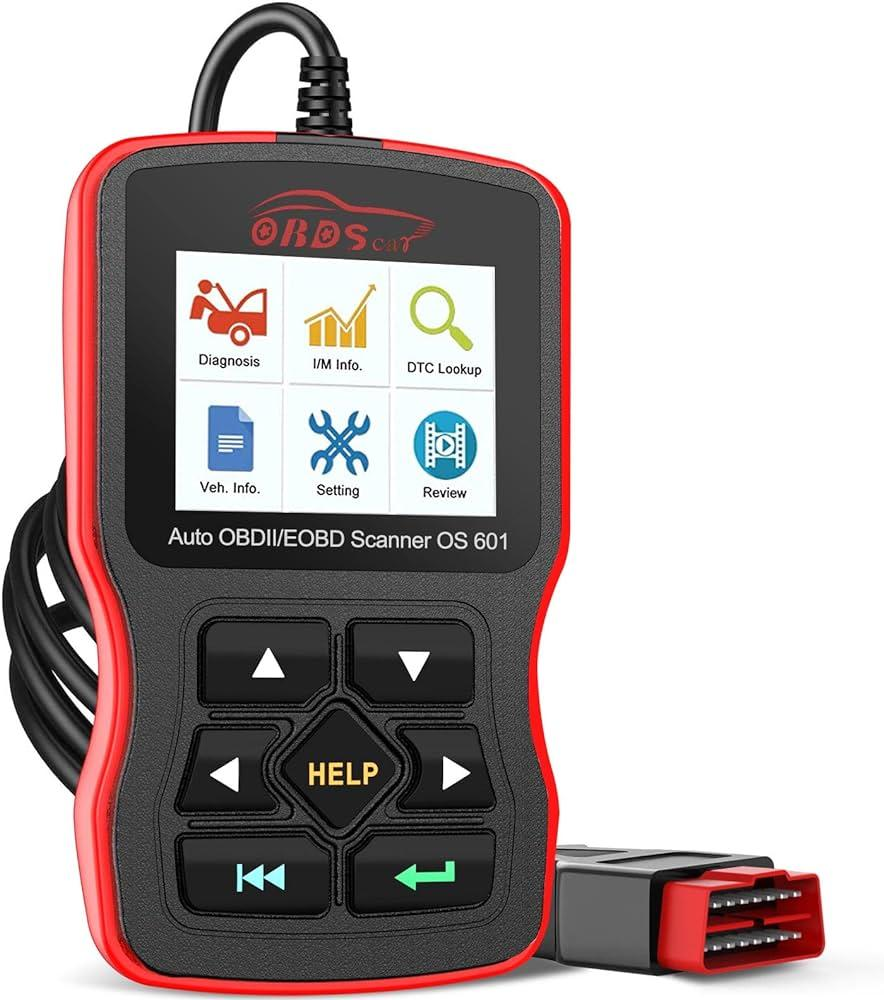 OBDScar
Diagnosis
I/M Info.
DTC Lookup
Veh. Info.
Setting
Review
Auto OBDII/EOBD Scanner OS 601
HELP